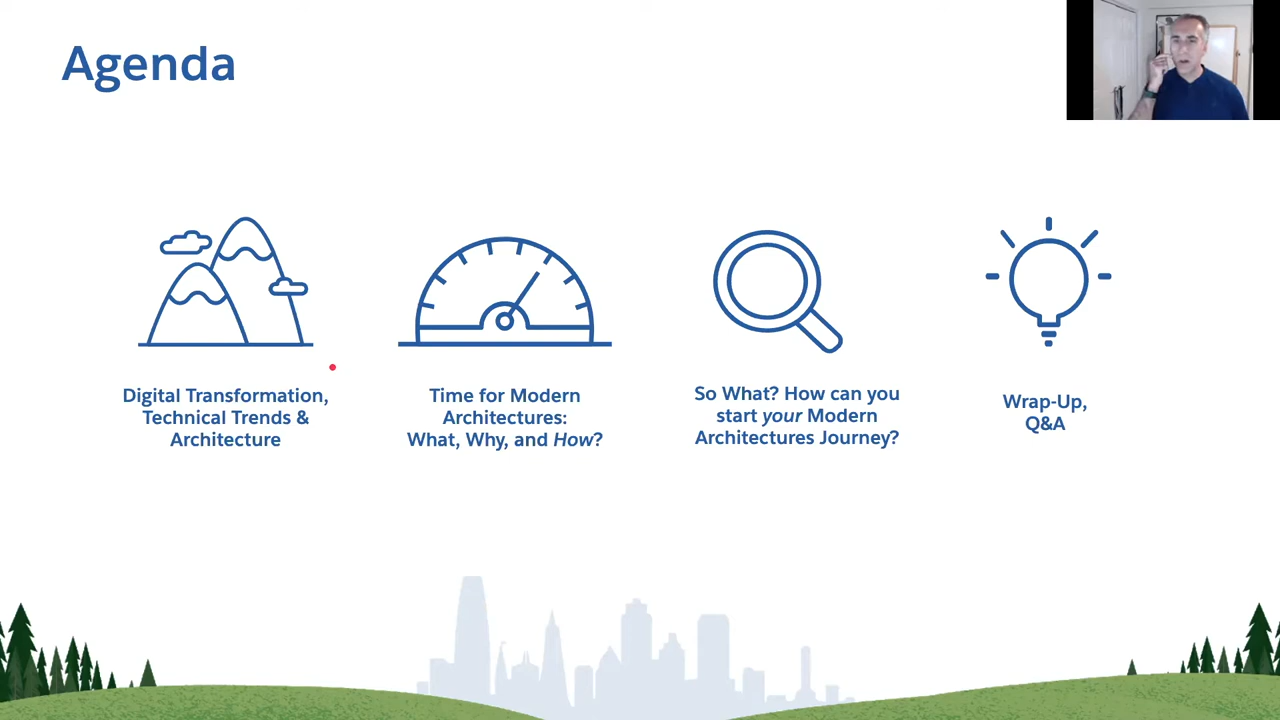 Agenda
Digital Transformation,
Technical Trends &
Architecture
Time for Modern
Architectures:
What, Why, and How?
So What? How can you
start your Modern
Architectures Journey?
Wrap-Up,
Q&A